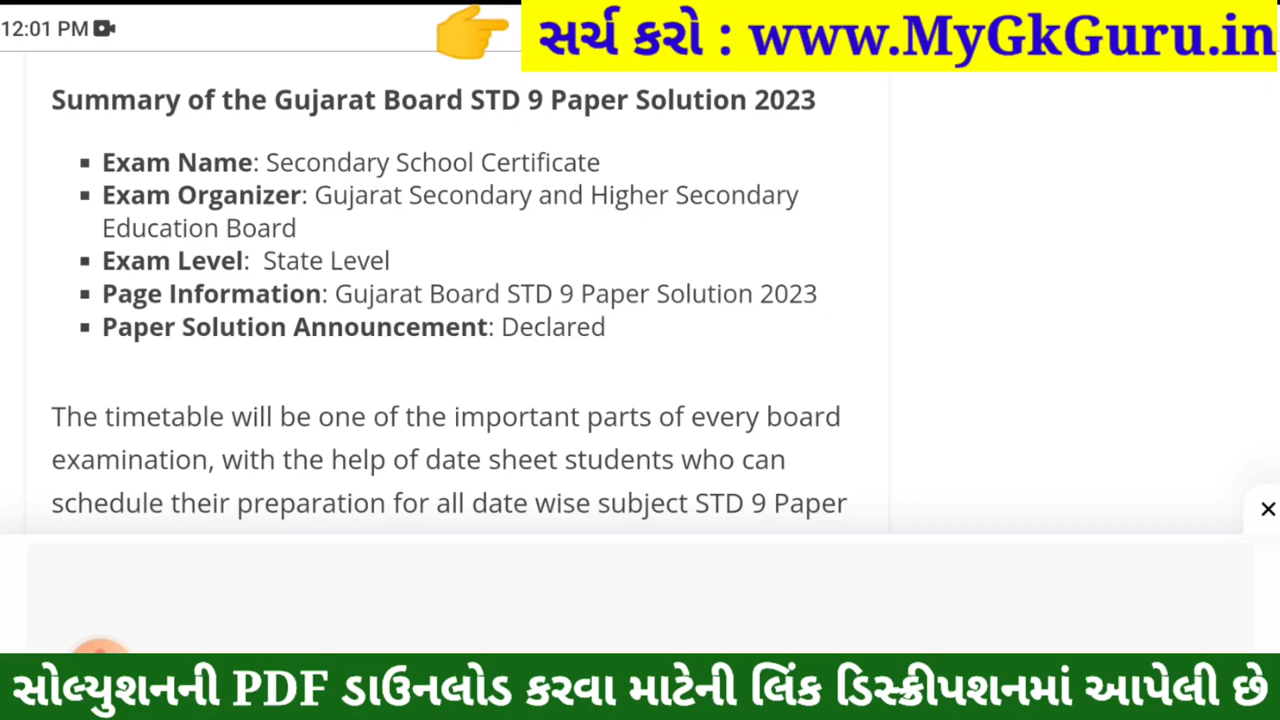 12:01 PM
સર્ચ કરો : www.MyGkGuru.in
Summary of the Gujarat Board STD 9 Paper Solution 2023
▪ Exam Name: Secondary School Certificate
▪ Exam Organizer: Gujarat Secondary and Higher Secondary
Education Board
▪ Exam Level:  State Level
▪ Page Information: Gujarat Board STD 9 Paper Solution 2023
▪ Paper Solution Announcement: Declared
The timetable will be one of the important parts of every board
examination, with the help of date sheet students who can
schedule their preparation for all date wise subject STD 9 Paper
સોલ્યુશનની PDF ડાઉનલોડ કરવા માટેની લિંક ડિસ્ક્રીપશનમાં આપેલી છે